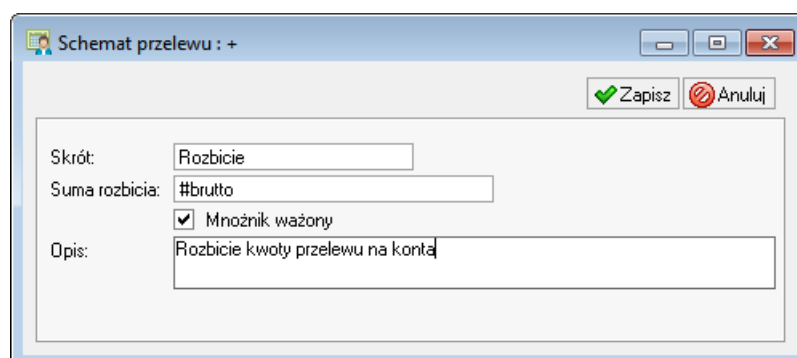 Schemat przelewu : +
Zapisz Anuluj
Skrót: Rozbicie
Suma rozbicia: #brutto
Mnożnik ważony
Opis: Rozbicie kwoty przelewu na konta